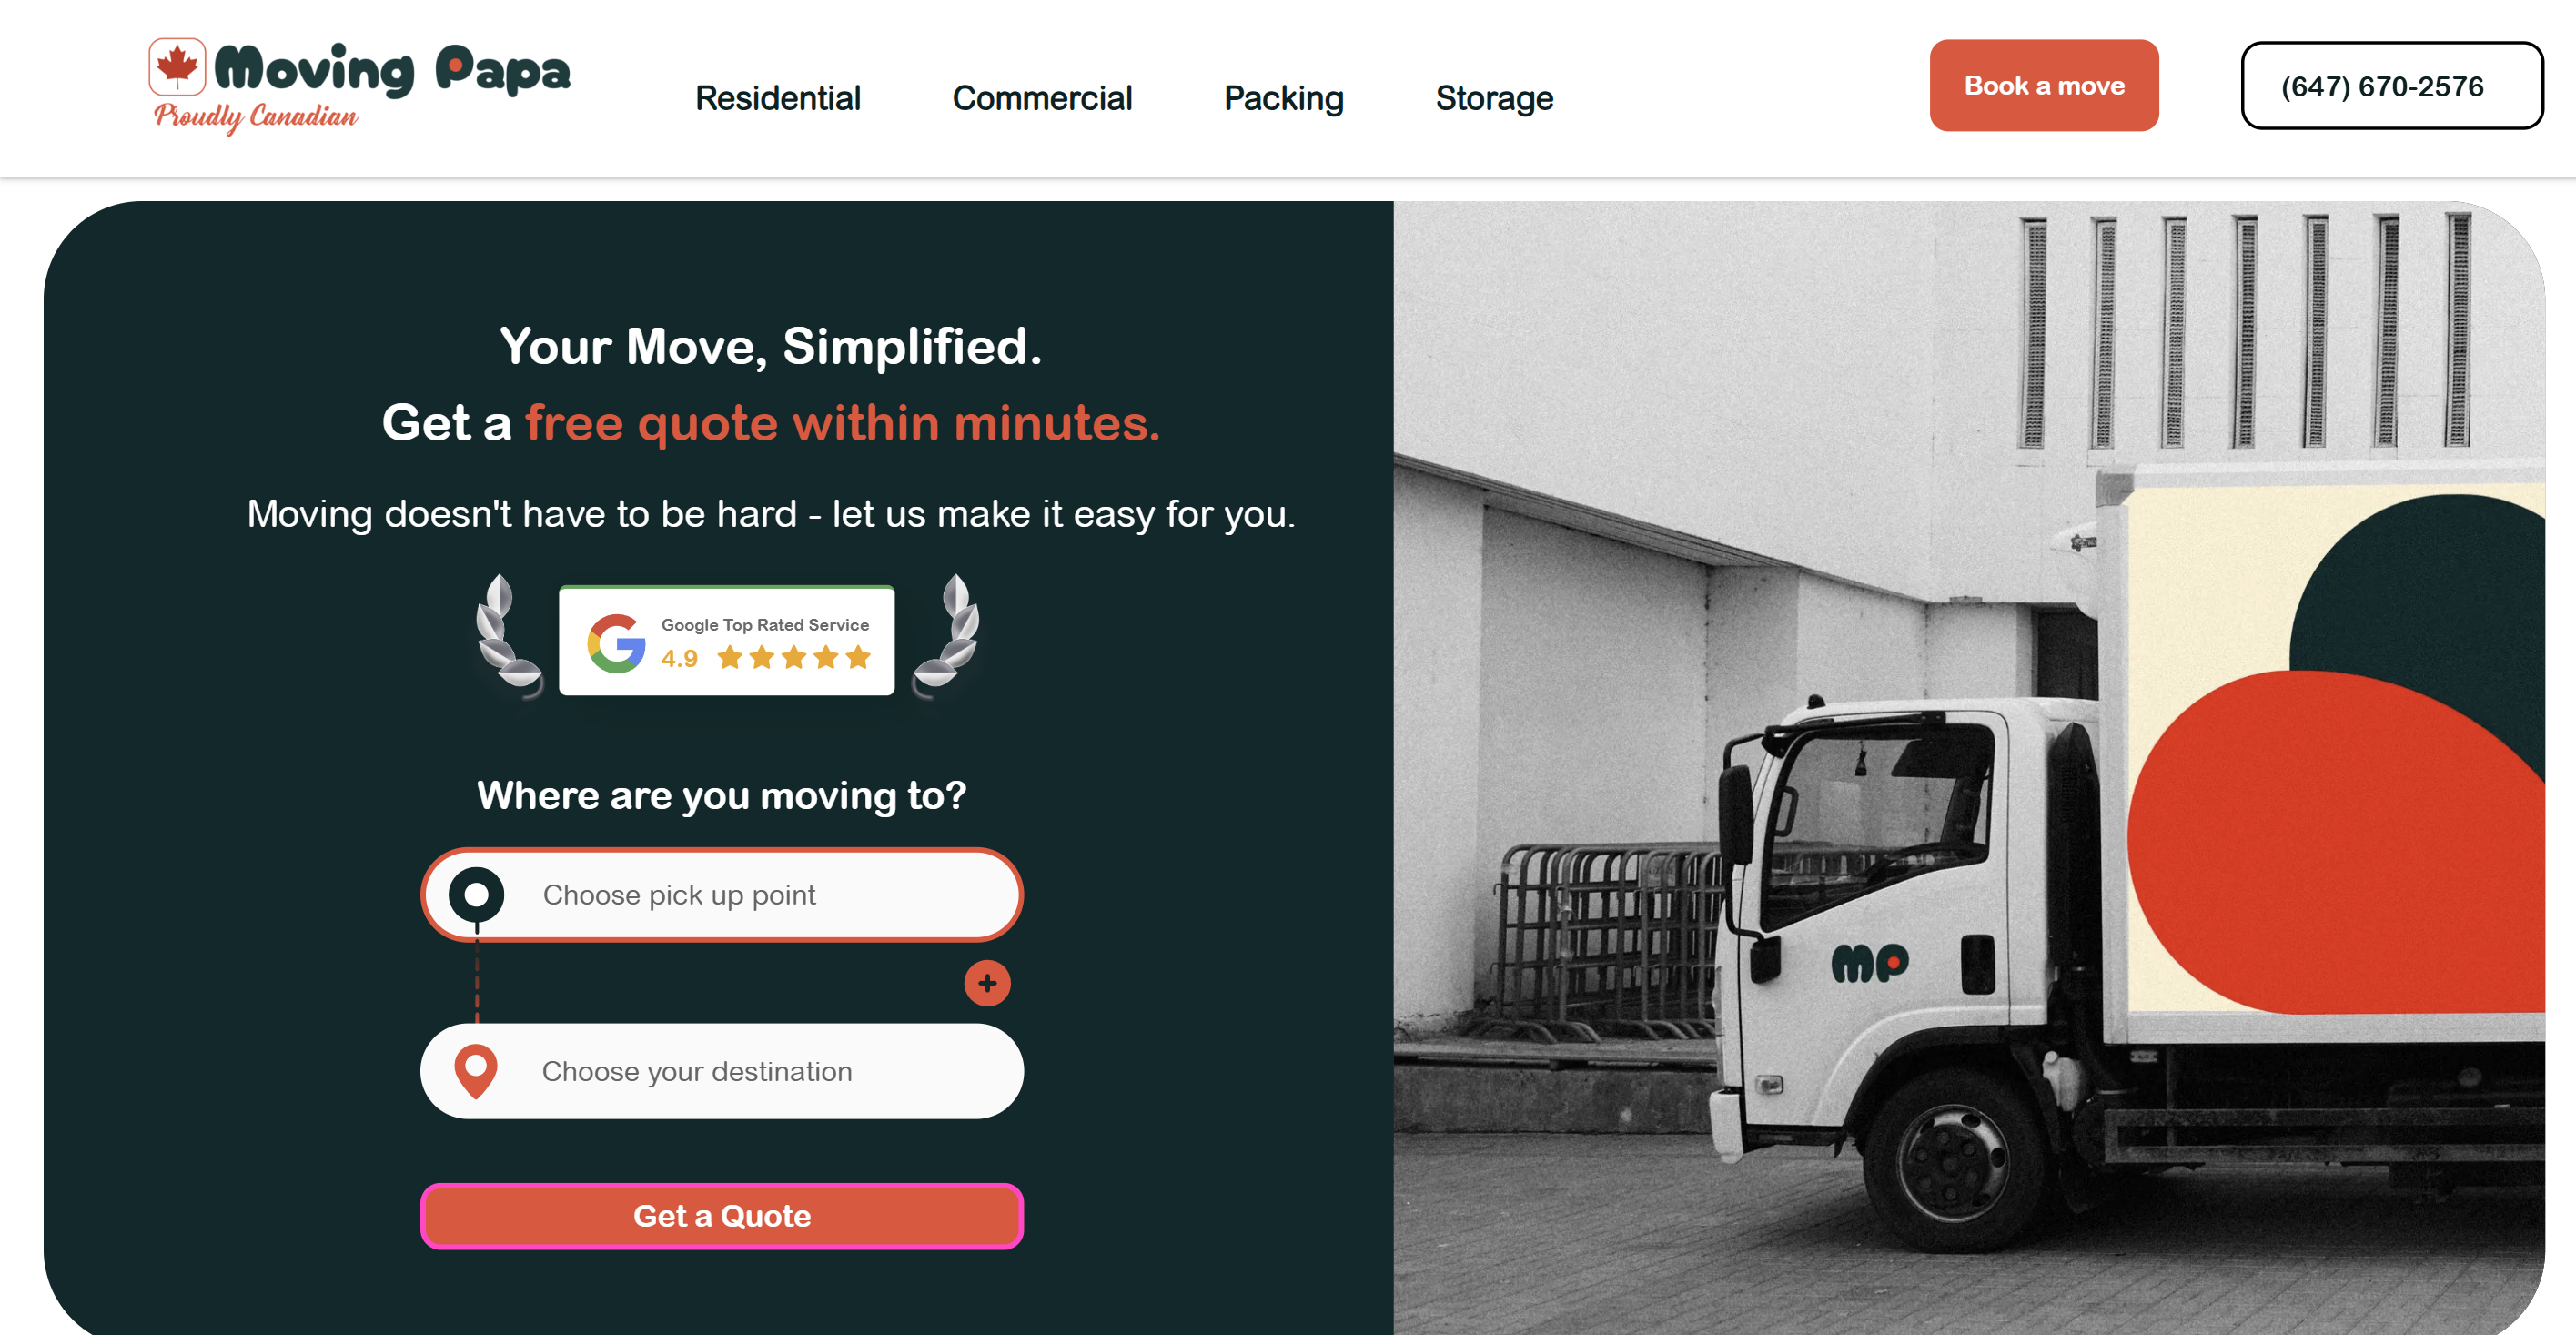 Moving Papa
Proudly Canadian
Residential
Commercial
Packing
Storage
Book a move
(647) 670-2576
Your Move, Simplified.
Get a free quote within minutes.
Moving doesn't have to be hard - let us make it easy for you.
Google Top Rated Service
4.9
Where are you moving to?
Choose pick up point
Choose your destination
Get a Quote
MP